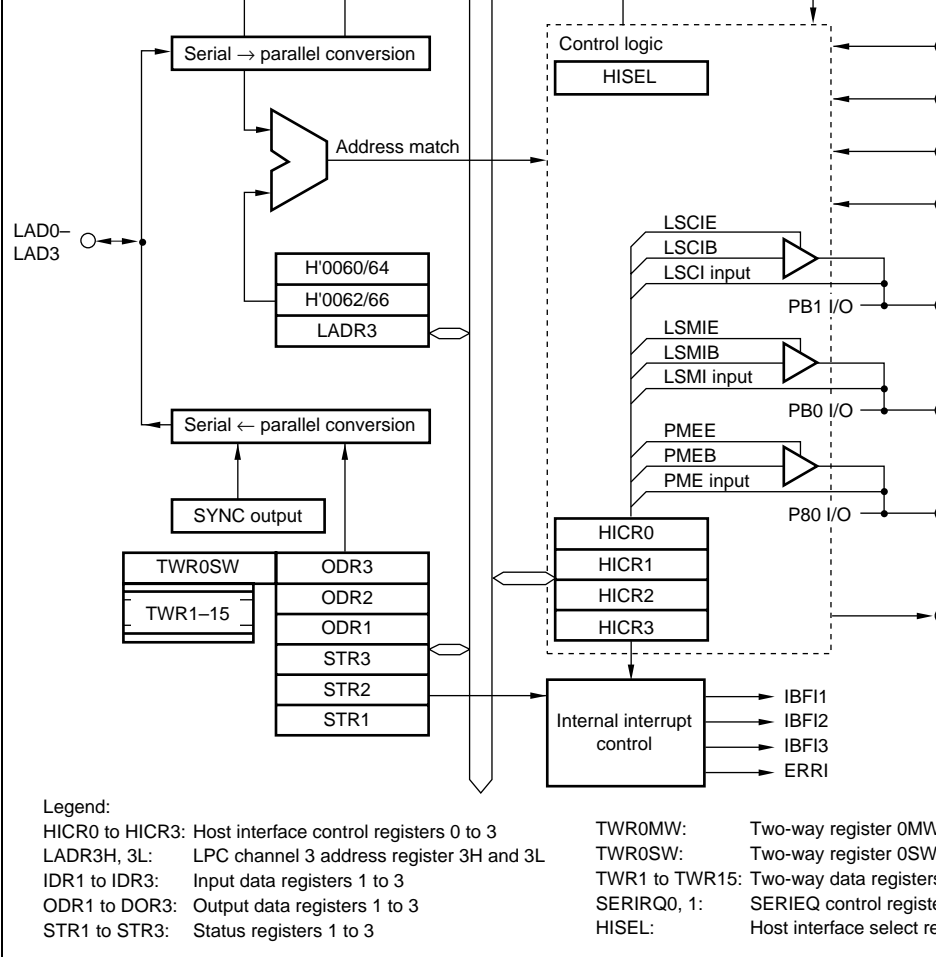 Serial → parallel conversion
Control logic
HISEL
Address match
LAD0–
LAD3
H'0060/64
H'0062/66
LADR3
LSCIE
LSCIB
LSCI input
PB1 I/O
LSMIE
LSMIB
LSMI input
PB0 I/O
PMEE
PMEB
PME input
P80 I/O
Serial ← parallel conversion
SYNC output
TWR0SW
TWR1–15
ODR3
ODR2
ODR1
STR3
STR2
STR1
HICR0
HICR1
HICR2
HICR3
Internal interrupt
control
IBFI1
IBFI2
IBFI3
ERRI
Legend:
HICR0 to HICR3: Host interface control registers 0 to 3
LADR3H, 3L: LPC channel 3 address register 3H and 3L
IDR1 to IDR3: Input data registers 1 to 3
ODR1 to DOR3: Output data registers 1 to 3
STR1 to STR3: Status registers 1 to 3
TWR0MW: Two-way register 0MW
TWR0SW: Two-way register 0SW
TWR1 to TWR15: Two-way data registers
SERIRQ0, 1: SERIEQ control
HISEL: Host interface select